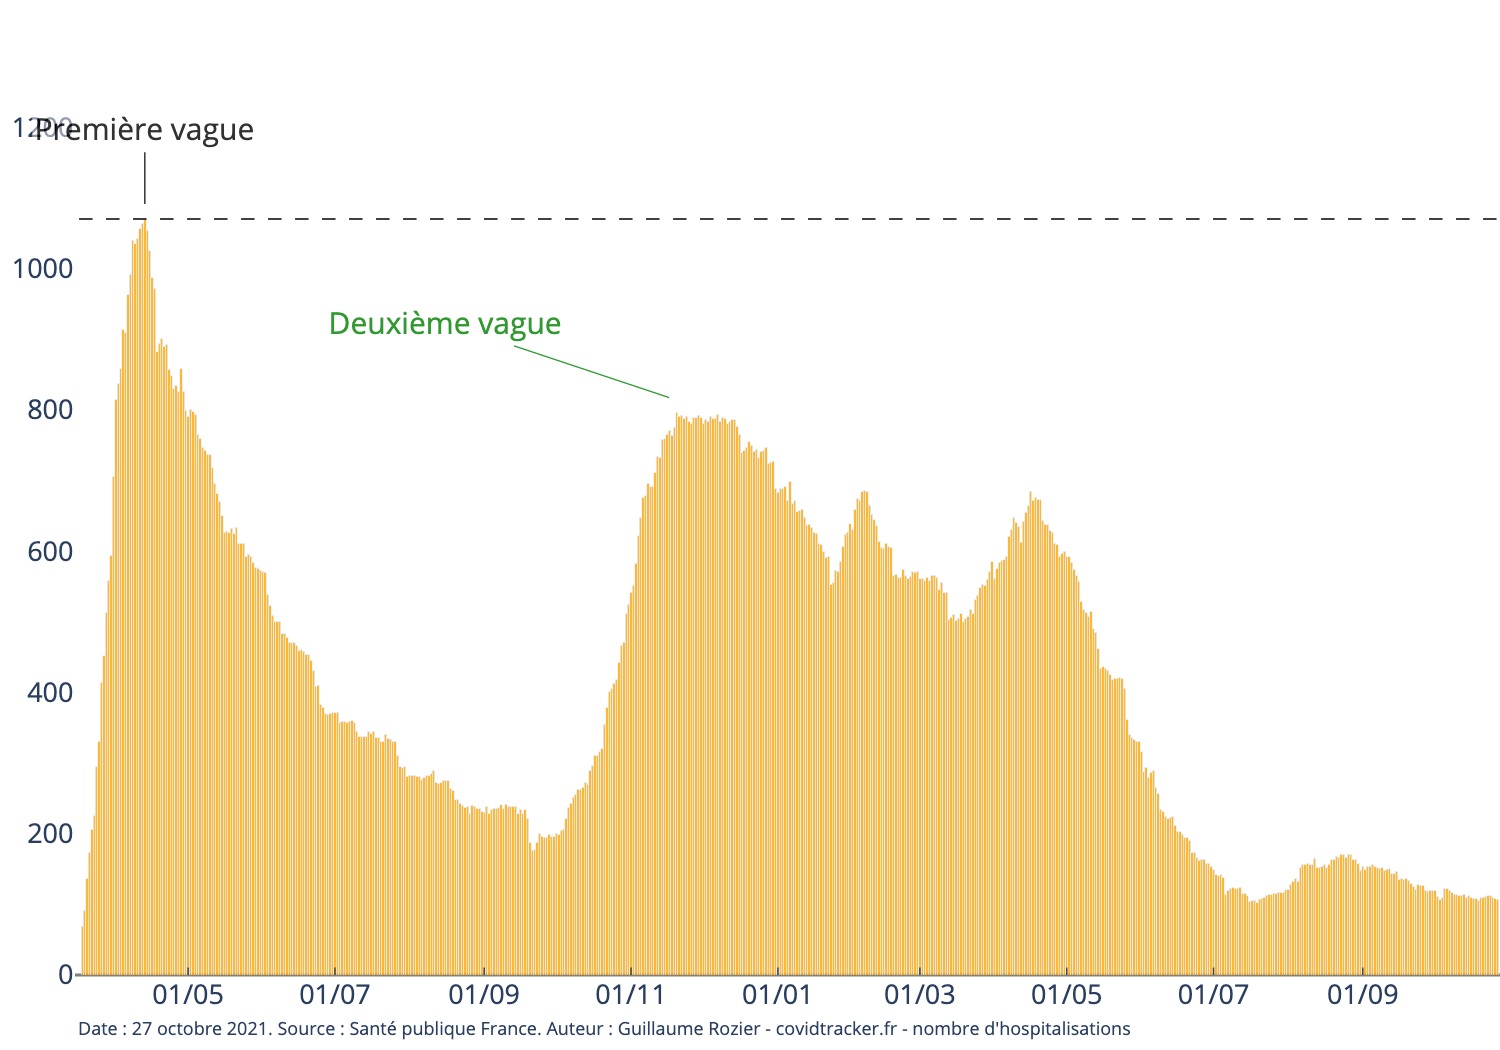 1200
Première vague
1000
Deuxième vague
800
600
400
200
0
01/05 01/07 01/09 01/11 01/01 01/03 01/05 01/07 01/09
Date : 27 octobre 2021. Source : Santé publique France. Auteur : Guillaume Rozier - covidtracker.fr - nombre d'hospitalisations